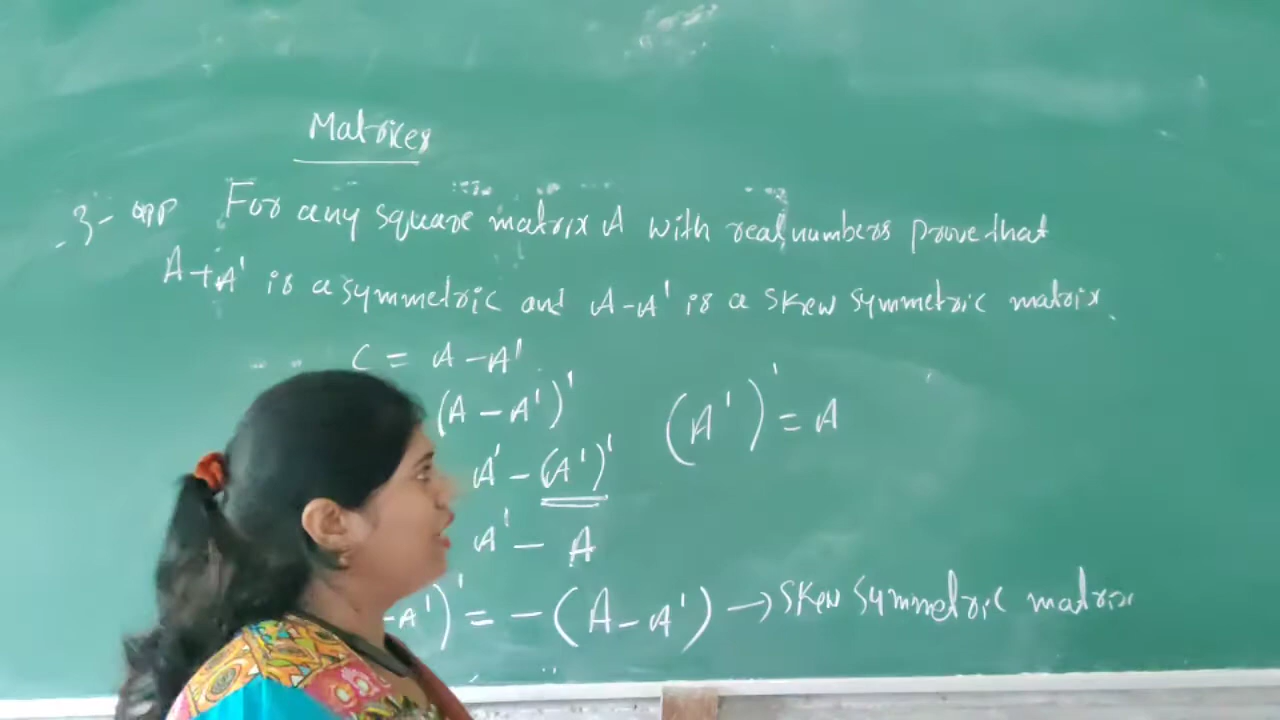 Matrices
3- For any square matrix A with real numbers prove that
A+A' is a symmetric and A-A' is a skew symmetric matrix.
C = A - A'
(A - A')' (A')' = A
A' - (A')'
A' - A
-A')' = -(A - A') → skew symmetric matrix